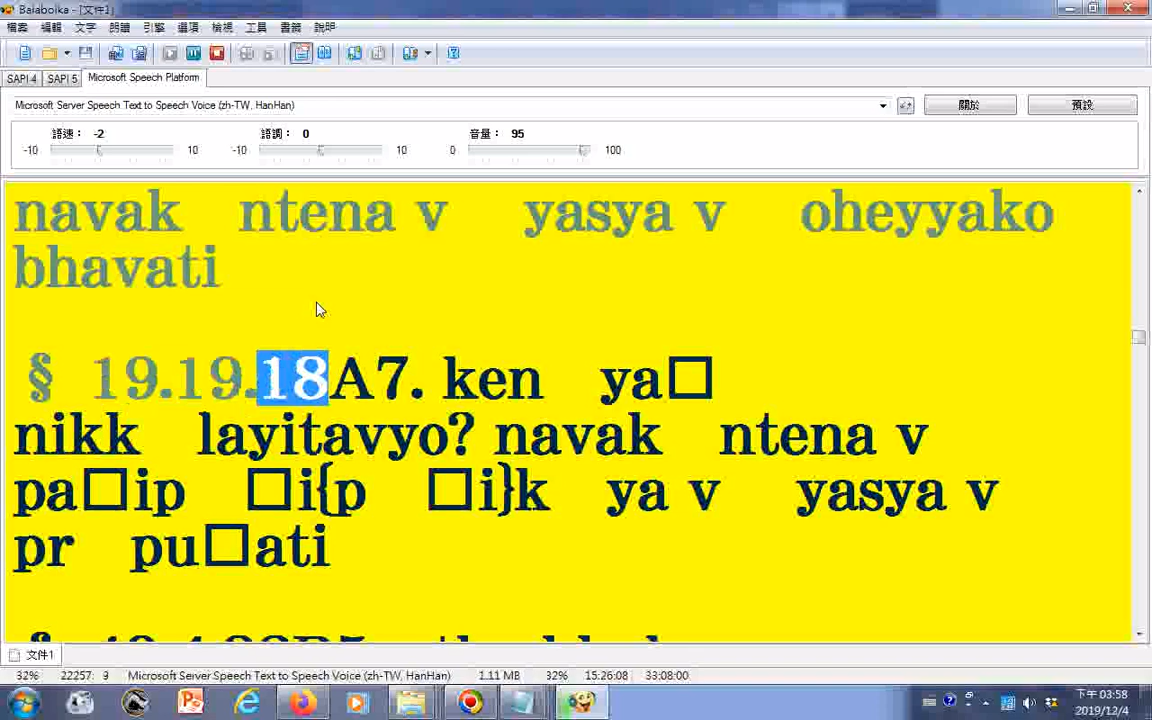 Balabolka - [文件1]
檔案 編輯 文字 朗讀 引擎 選項 檢視 工具 書籤 說明
SAPI 4 SAPI 5 Microsoft Speech Platform
Microsoft Server Speech Text to Speech Voice (zh-TW, HanHan) 關於 預設
語速： -2 語調： 0 音量： 95
-10 10 -10 10 0 100
navak ntena v yasya v oheyyako
bhavati
§ 19.19.18A7. ken ya□
nikk layitavyo? navak ntena v
pa□ip □i{p □i}k ya v yasya v
pr pu□ati
文件1
32% 22257: 9 Microsoft Server Speech Text to Speech Voice (zh-TW, HanHan) 1.11 MB 32% 15:26:08 33:08:00
下午 03:58
2019/12/4